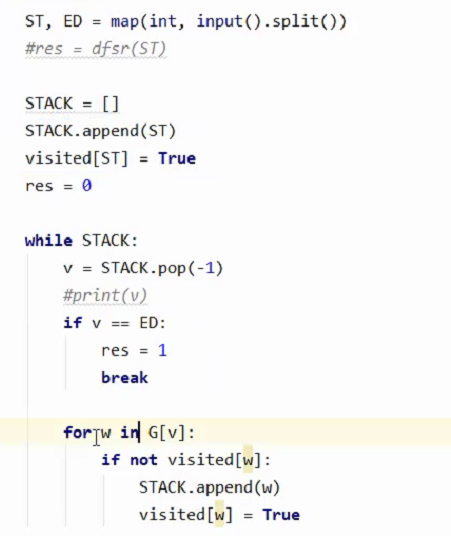 ST, ED = map(int, input().split())
#res = dfsr(ST)
STACK = []
STACK.append(ST)
visited[ST] = True
res = 0
while STACK:
    v = STACK.pop(-1)
    #print(v)
    if v == ED:
        res = 1
        break
    for w in G[v]:
        if not visited[w]:
            STACK.append(w)
            visited[w] = True